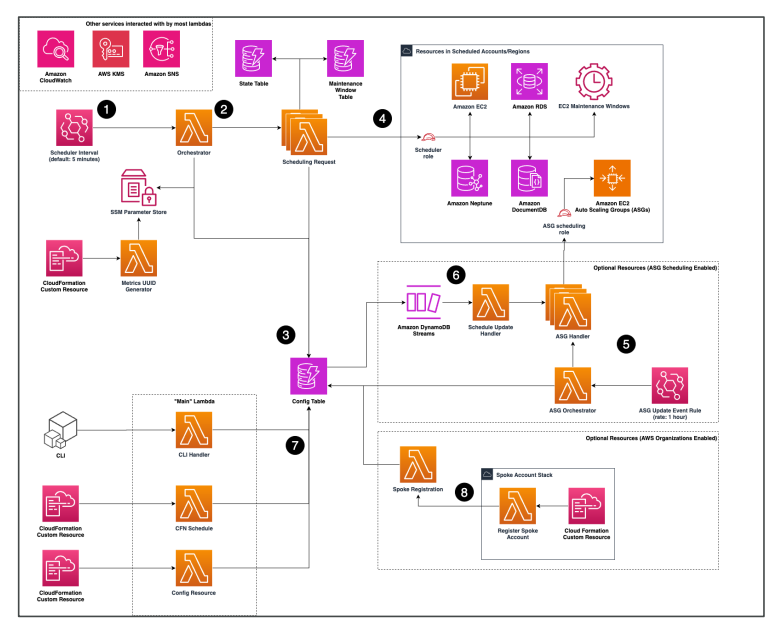 Other services interacted with by most lambdas
Amazon
CloudWatch
AWS KMS
Amazon SNS
State Table
Maintenance
Window
Table
Resources in Scheduled Accounts/Regions
Amazon EC2
Amazon RDS
EC2 Maintenance Windows
1
2
4
Scheduler Interval
(default: 5 minutes)
Orchestrator
Scheduling Request
Scheduler
role
Amazon Neptune
Amazon
DocumentDB
Amazon EC2
Auto Scaling Groups (ASGs)
ASG scheduling
role
SSM Parameter Store
CloudFormation
Custom Resource
Metrics UUID
Generator
Optional Resources (ASG Scheduling Enabled)
6
Amazon DynamoDB
Streams
Schedule Update
Handler
ASG Handler
3
5
Config Table
ASG Orchestrator
ASG Update Event Rule
(rate: 1 hour)
"Main" Lambda
CLI
CLI Handler
7
Optional Resources (AWS Organizations Enabled)
Spoke Registration
8
Spoke Account Stack
Register Spoke
Account
Cloud Formation
Custom Resource
CloudFormation
Custom Resource
CFN Schedule
CloudFormation
Custom Resource
Config Resource